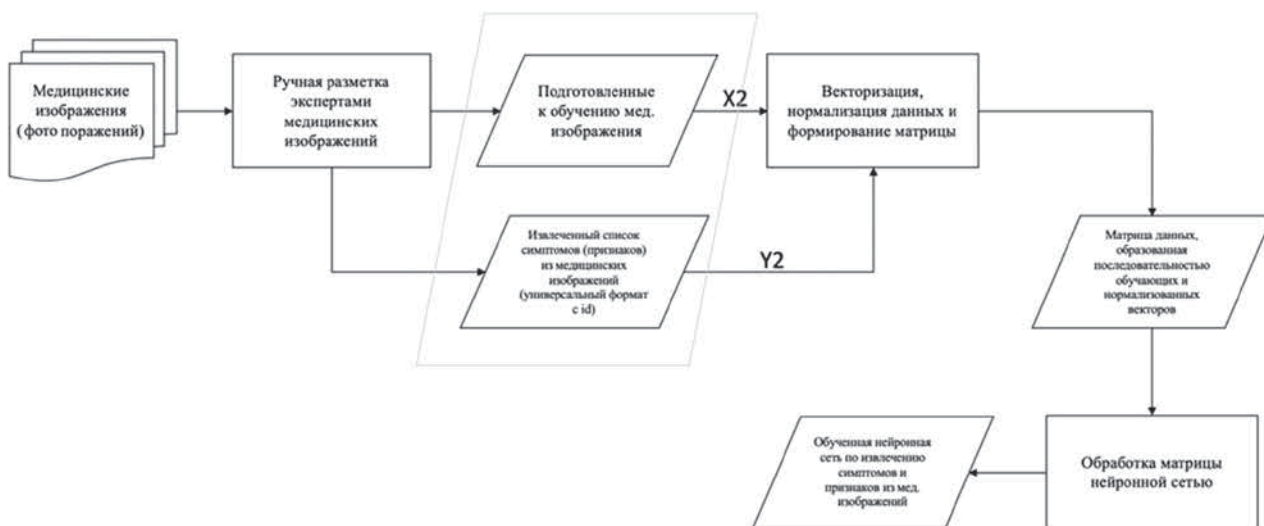 Медицинские
изображения
(фото поражений)
Ручная разметка
экспертами
медицинских
изображений
Подготовленные
к обучению мед.
изображения
X2
Векторизация,
нормализация данных и
формирование матрицы
Извлеченный список
симптомов (признаков)
из медицинских
изображений
(универсальный формат
с id)
Y2
Матрица данных,
образованная
последовательностью
обучающих и
нормализованных
векторов
Обработка матрицы
нейронной сетью
Обученная нейронная
сеть по извлечению
симптомов и
признаков из мед.
изображений